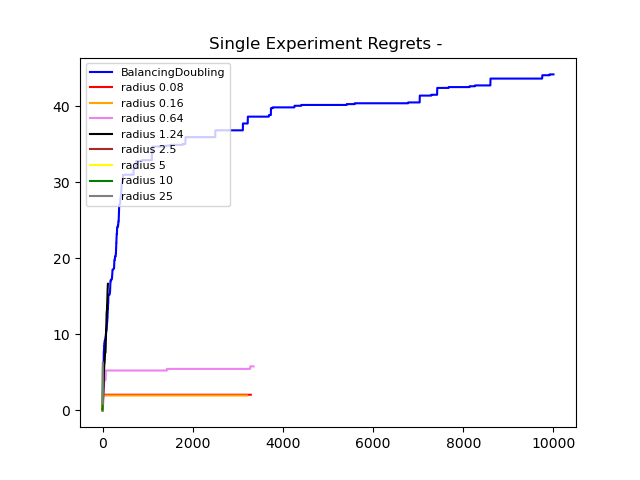 Single Experiment Regrets -
BalancingDoubling
radius 0.08
radius 0.16
radius 0.64
radius 1.24
radius 2.5
radius 5
radius 10
radius 25
40
30
20
10
0
0 2000 4000 6000 8000 10000